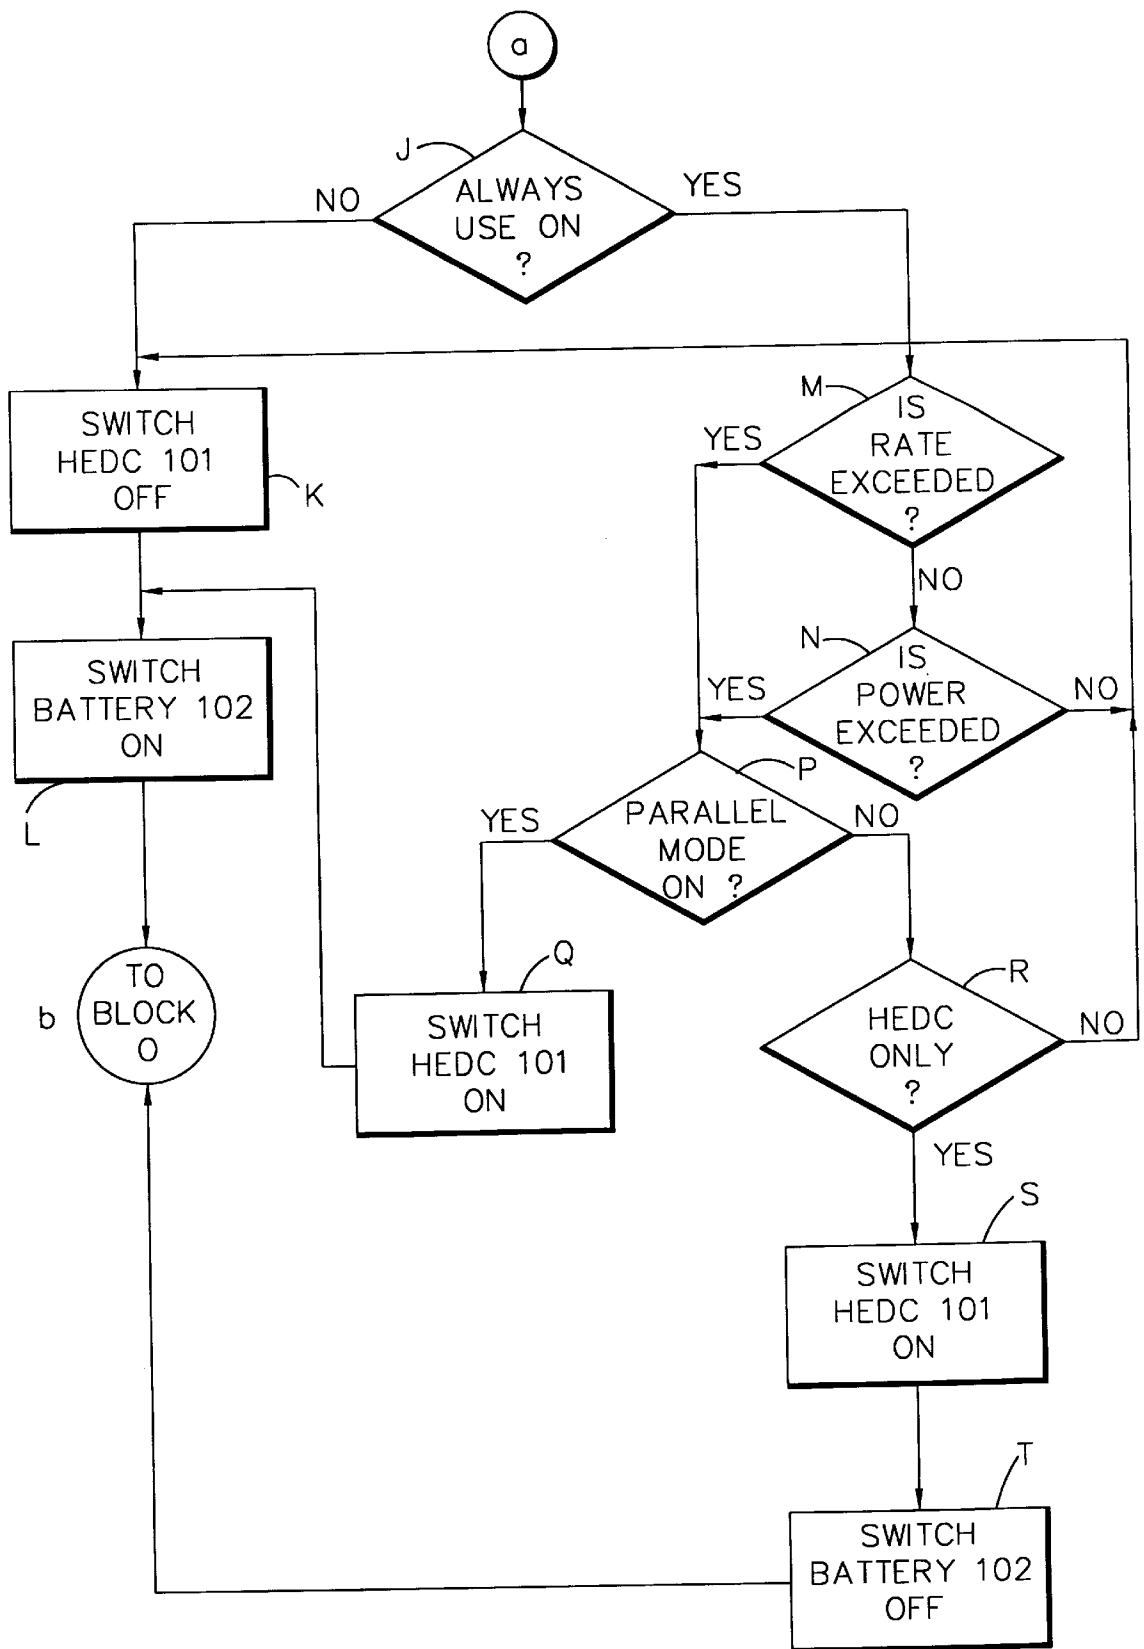 a
J
ALWAYS
USE ON
?
NO
YES
SWITCH
HEDC 101
OFF
K
M
IS
RATE
EXCEEDED
?
YES
NO
SWITCH
BATTERY 102
ON
L
N
IS
POWER
EXCEEDED
?
YES
NO
P
PARALLEL
MODE
ON ?
YES
NO
TO
BLOCK
O
b
Q
SWITCH
HEDC 101
ON
R
HEDC
ONLY
?
NO
YES
S
SWITCH
HEDC 101
ON
T
SWITCH
BATTERY 102
OFF